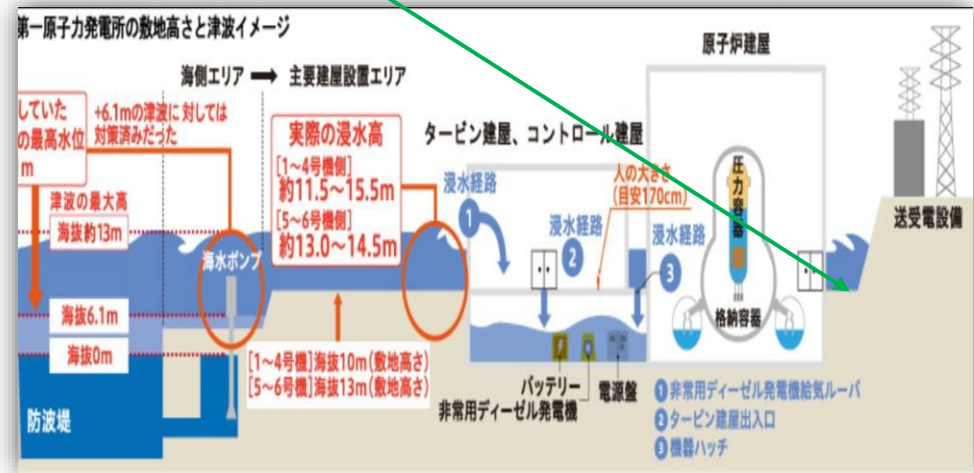 第一原子力発電所の敷地高さと津波イメージ
海側エリア
主要建屋設置エリア
原子炉建屋
していた
の最高水位
m
+6.1mの津波に対しては
対策済みだった
実際の浸水高
[1〜4号機側]
約11.5〜15.5m
[5〜6号機側]
約13.0〜14.5m
タービン建屋、コントロール建屋
浸水経路
1
浸水経路
2
人の大きさ
(目安170cm)
浸水経路
3
圧力容器
格納容器
送受電設備
津波の最大高
海抜約13m
海水ポンプ
海抜6.1m
海抜0m
防波堤
[1〜4号機]海抜10m(敷地高さ)
[5〜6号機]海抜13m(敷地高さ)
バッテリー
非常用ディーゼル発電機
電源盤
1非常用ディーゼル発電機給気ルーバ
2タービン建屋出入口
3機器ハッチ